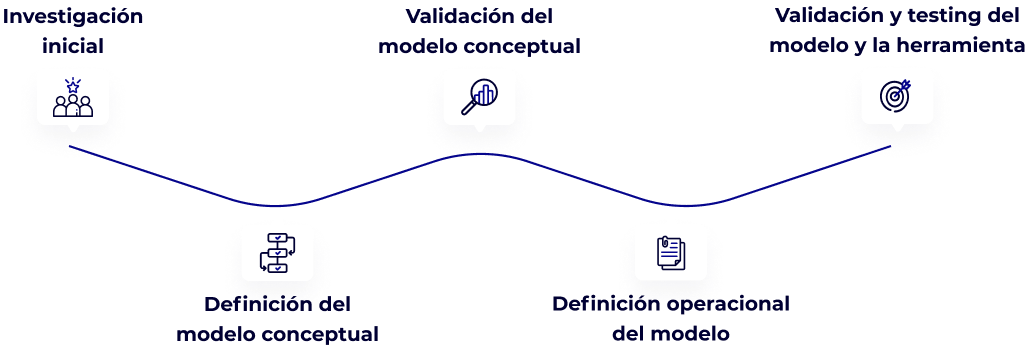 Investigación
inicial
Validación del
modelo conceptual
Validación y testing del
modelo y la herramienta
Definición del
modelo conceptual
Definición operacional
del modelo